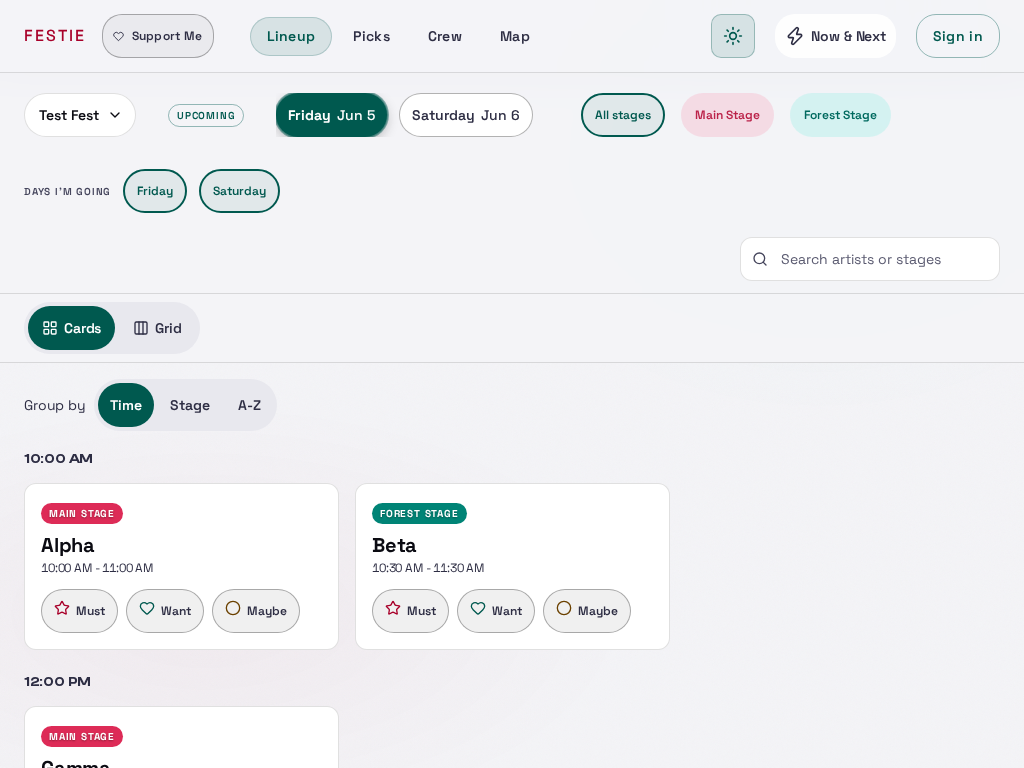 FESTIE Support Me Lineup Picks Crew Map Now & Next Sign in
Test Fest UPCOMING Friday Jun 5 Saturday Jun 6 All stages Main Stage Forest Stage
DAYS I'M GOING Friday Saturday
Search artists or stages
Cards Grid
Group by Time Stage A-Z
10:00 AM
MAIN STAGE
Alpha
10:00 AM - 11:00 AM
Must Want Maybe
FOREST STAGE
Beta
10:30 AM - 11:30 AM
Must Want Maybe
12:00 PM
MAIN STAGE
Gamma